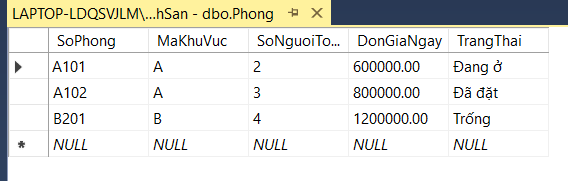 LAPTOP-LDQSVJLM\...hSan - dbo.Phong
SoPhong MaKhuVuc SoNguoiTo... DonGiaNgay TrangThai
A101 A 2 600000.00 Đang ở
A102 A 3 800000.00 Đã đặt
B201 B 4 1200000.00 Trống
NULL NULL NULL NULL NULL